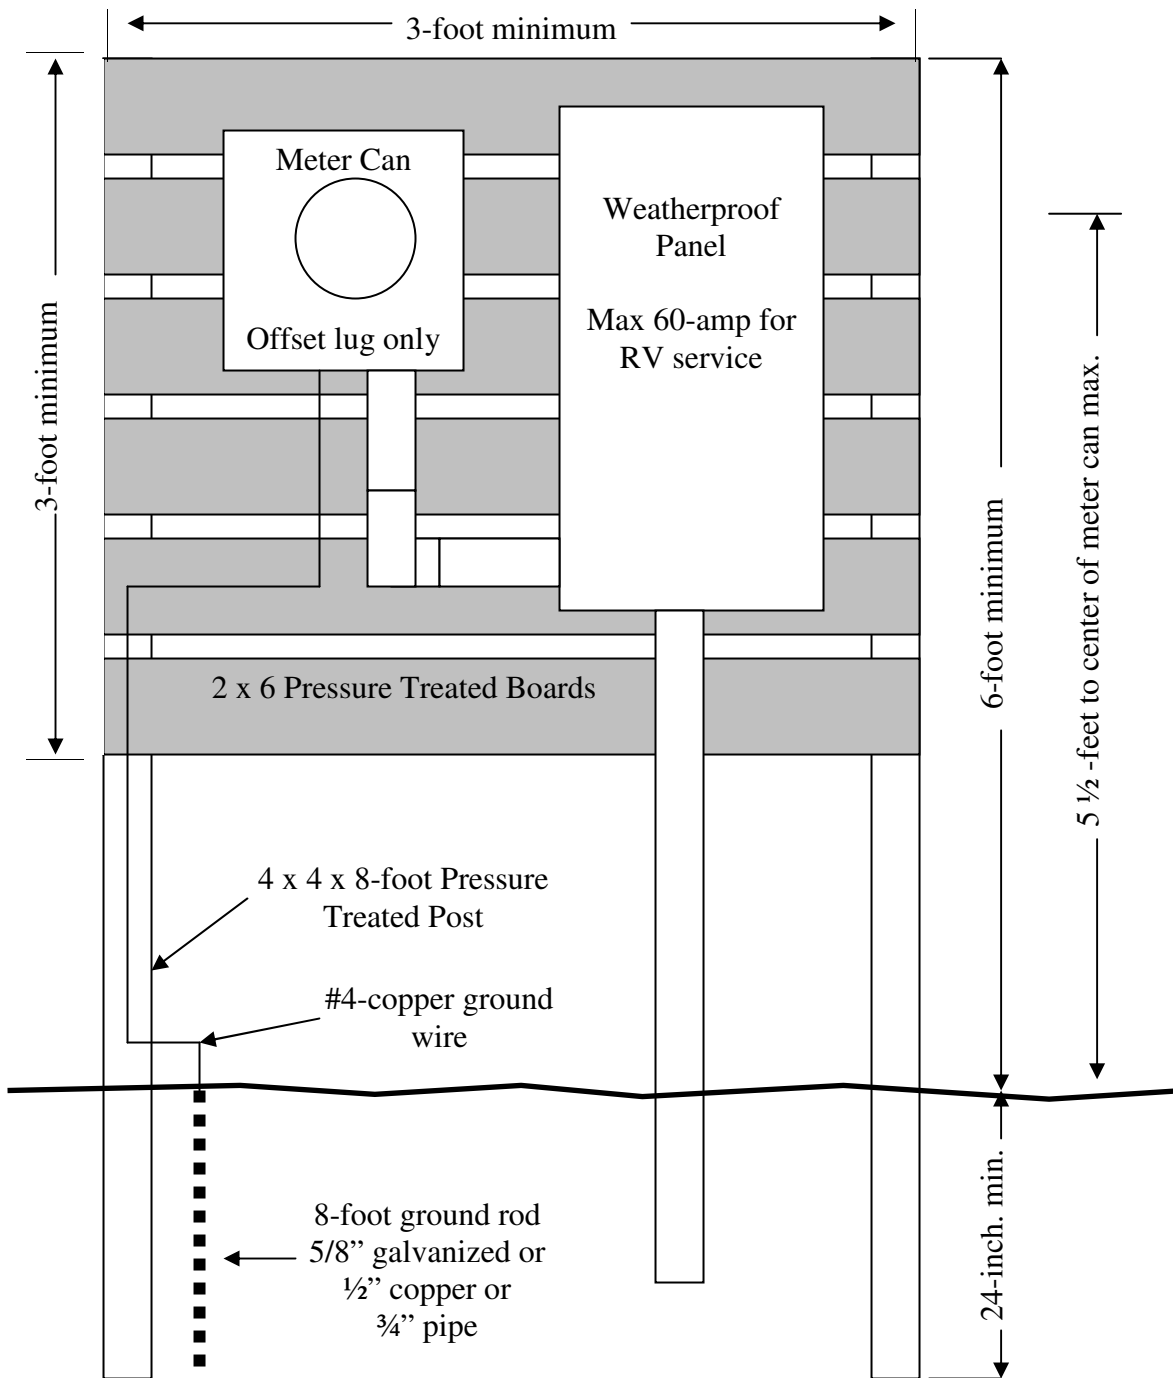 3-foot minimum
Meter Can
Offset lug only
Weatherproof
Panel
Max 60-amp for
RV service
3-foot minimum
5 ½ -feet to center of meter can max.
6-foot minimum
2 x 6 Pressure Treated Boards
4 x 4 x 8-foot Pressure
Treated Post
#4-copper ground
wire
8-foot ground rod
5/8” galvanized or
½” copper or
¾” pipe
24-inch. min.